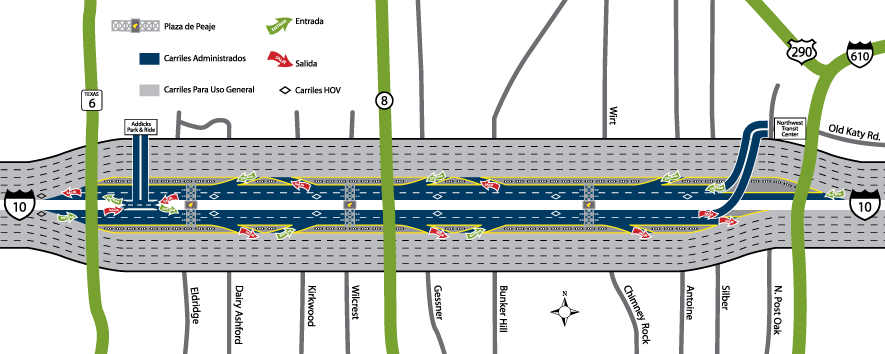 Plaza de Peaje
Entrada
Carriles Administrados
Salida
Carriles Para Uso General
Carriles HOV
TEXAS
6
8
290
610
Addicks
Park & Ride
Wirt
Northwest
Transit
Center
Old Katy Rd.
10
10
Eldridge
Dairy Ashford
Kirkwood
Wilcrest
Gessner
Bunker Hill
N
Chimney Rock
Antoine
Silber
N. Post Oak